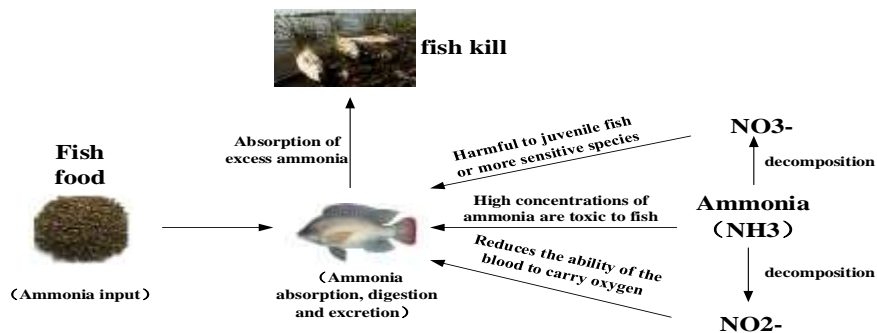 fish kill
Absorption of
excess ammonia
Fish
food
（Ammonia input）
（Ammonia
absorption, digestion
and excretion）
Harmful to juvenile fish
or more sensitive species
High concentrations of
ammonia are toxic to fish
Reduces the ability of the
blood to carry oxygen
NO3-
decomposition
Ammonia
（NH3）
decomposition
NO2-